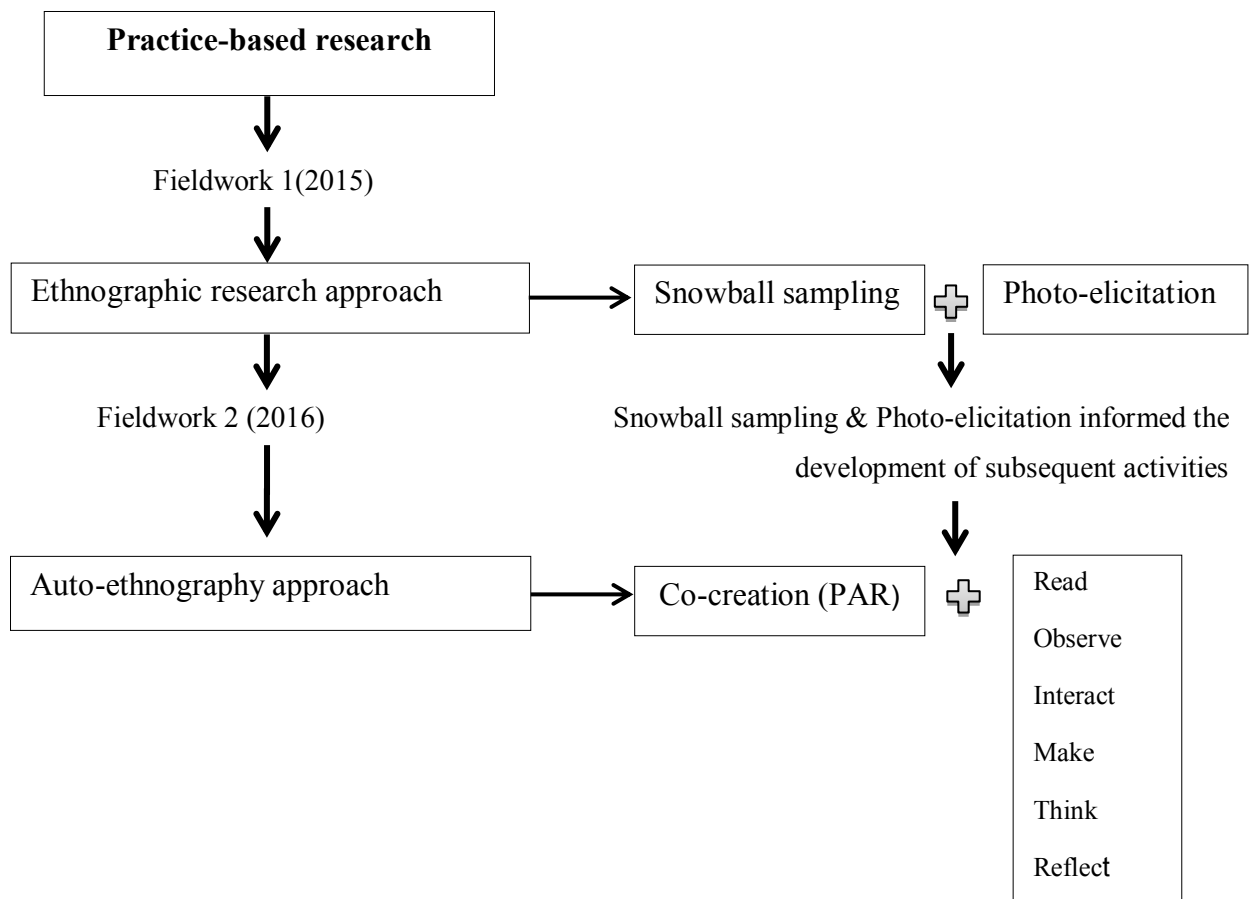 Practice-based research
Fieldwork 1(2015)
Ethnographic research approach
Snowball sampling
Photo-elicitation
Fieldwork 2 (2016)
Snowball sampling & Photo-elicitation informed the
development of subsequent activities
Auto-ethnography approach
Co-creation (PAR)
Read
Observe
Interact
Make
Think
Reflect